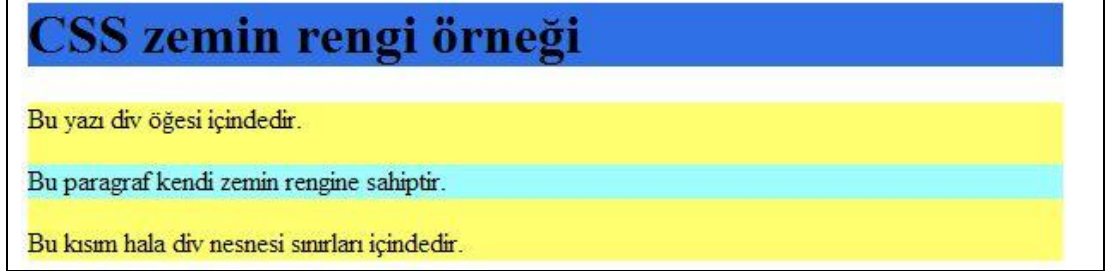 CSS zemin rengi örneği
Bu yazı div öğesi içindedir.
Bu paragraf kendi zemin rengine sahiptir.
Bu kısım hala div nesnesi sınırları içindedir.